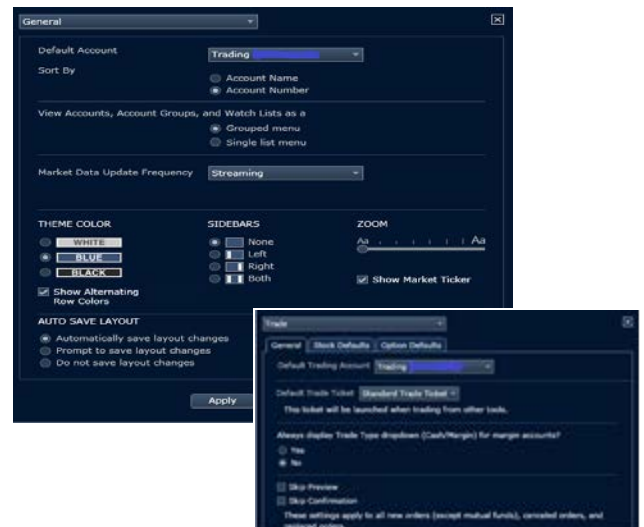 General
Default Account
Trading
Sort By
Account Name
Account Number
View Accounts, Account Groups, and Watch Lists as a
Grouped menu
Single list menu
Market Data Update Frequency Streaming
THEME COLOR SIDEBARS ZOOM
WHITE None Aa Aa
BLUE Left
BLACK Right
Both
Show Alternating
Row Colors
Show Market Ticker
AUTO SAVE LAYOUT
Automatically save layout changes
Prompt to save layout changes
Do not save layout changes
Apply
Trade
General Stock Defaults Option Defaults
Default Trading Account Trading
Default Trade Ticket Standard Trade Ticket
This ticket will be launched when trading from other tools.
Always display Trade Type dropdown (Cash/Margin) for margin accounts?
Yes
No
Skip Preview
Skip Confirmation
These settings apply to all new orders (except mutual funds), canceled orders, and
replaced orders.